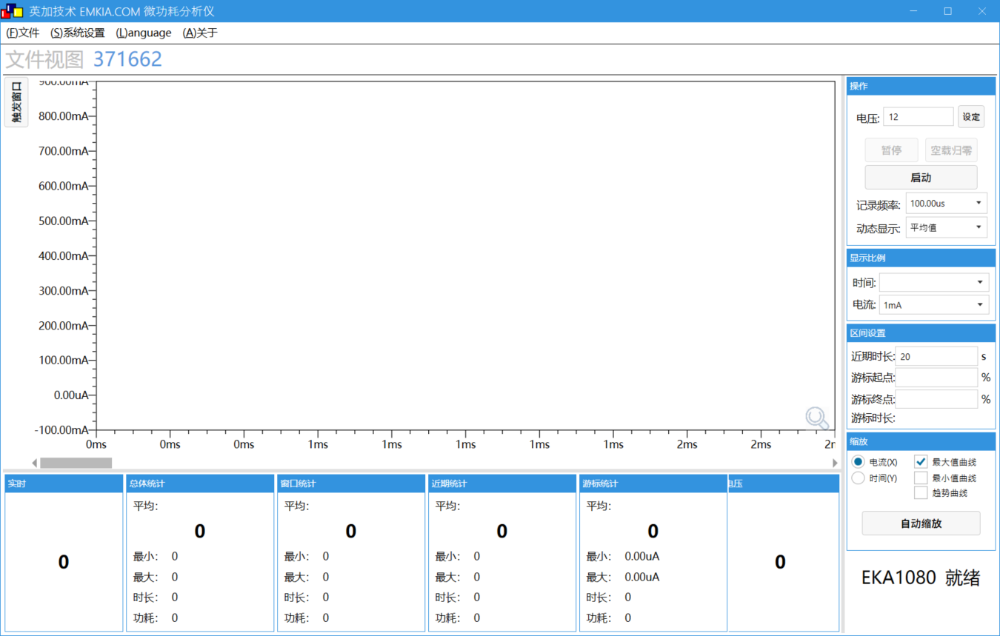 英加技术 EMKIA.COM 微功耗分析仪
(F)文件 (S)系统设置 (L)anguage (A)关于
文件视图 371662
触发窗口
900.00mA
800.00mA
700.00mA
600.00mA
500.00mA
400.00mA
300.00mA
200.00mA
100.00mA
0.00uA
-100.00mA
0ms 0ms 0ms 1ms 1ms 1ms 1ms 1ms 2ms 2ms
操作
电压: 12 设定
暂停 空载归零
启动
记录频率: 100.00us
动态显示: 平均值
显示比例
时间:
电流: 1mA
区间设置
近期时长: 20 s
游标起点: %
游标终点: %
游标时长:
缩放
电流(X) 最大值曲线
时间(Y) 最小值曲线
趋势曲线
自动缩放
EKA1080 就绪
实时
0
总体统计
平均:
0
最小: 0
最大: 0
时长: 0
功耗: 0
窗口统计
平均:
0
最小: 0
最大: 0
时长: 0
功耗: 0
近期统计
平均:
0
最小: 0
最大: 0
时长: 0
功耗: 0
游标统计
平均:
0
最小: 0.00uA
最大: 0.00uA
时长: 0
功耗: 0
电压
0